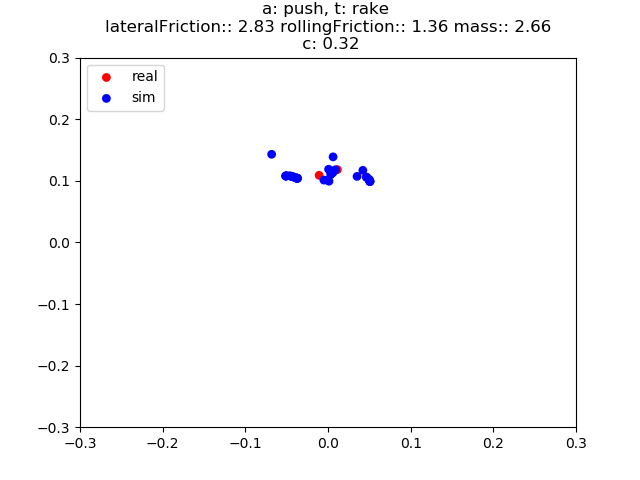 a: push, t: rake
lateralFriction:: 2.83 rollingFriction:: 1.36 mass:: 2.66
c: 0.32
real
sim
0.3
0.2
0.1
0.0
−0.1
−0.2
−0.3
−0.3
−0.2
−0.1
0.0
0.1
0.2
0.3